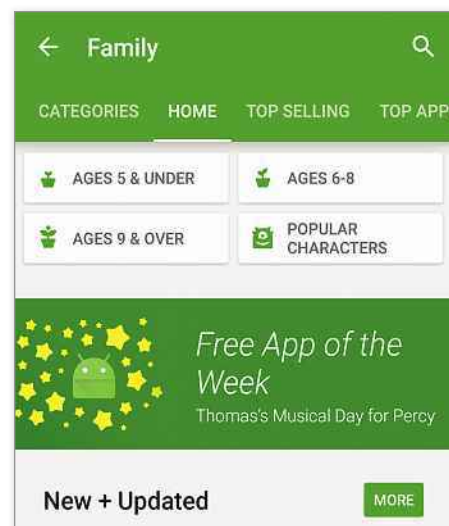 Family
CATEGORIES HOME TOP SELLING TOP APP
AGES 5 & UNDER
AGES 6-8
AGES 9 & OVER
POPULAR
CHARACTERS
Free App of the
Week
Thomas's Musical Day for Percy
New + Updated
MORE